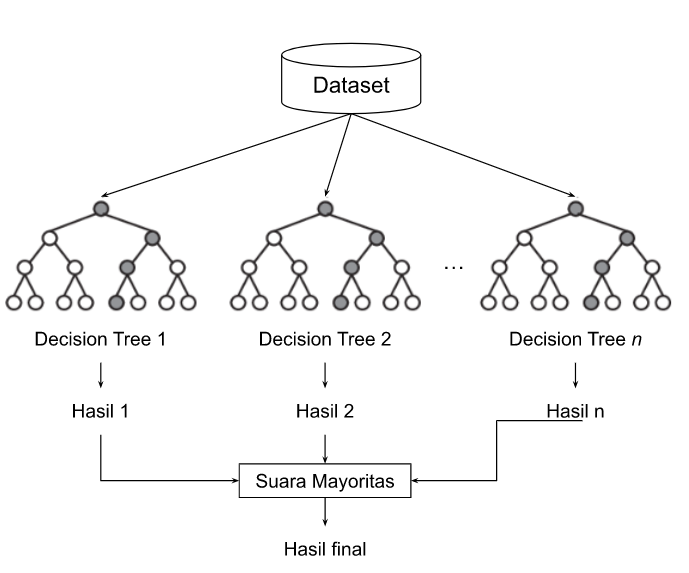 Dataset
...
Decision Tree 1
Decision Tree 2
Decision Tree n
Hasil 1
Hasil 2
Hasil n
Suara Mayoritas
Hasil final